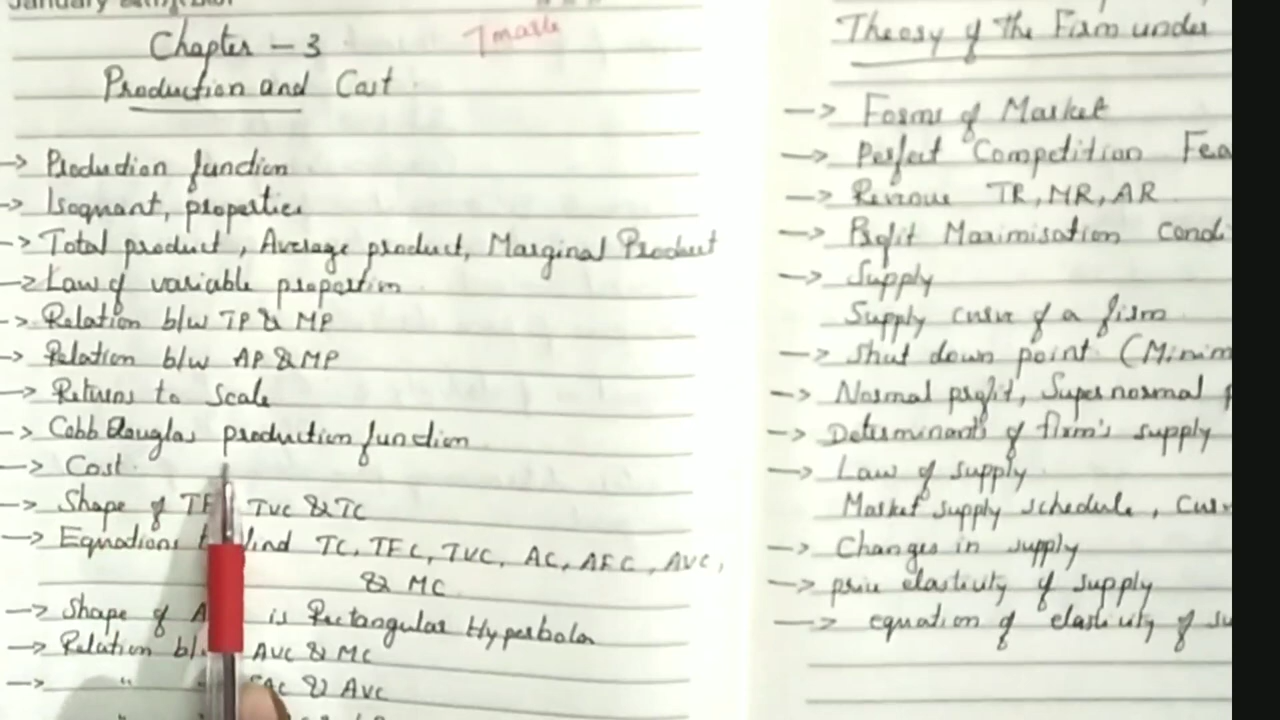 Chapter - 3
7 mark
Production and Cost
-> Production function
-> Isoquant, properties
-> Total product, Average product, Marginal Product
-> Law of variable proportion
-> Relation b/w TP & MP
-> Relation b/w AP & MP
-> Returns to Scale
-> Cobb Douglas production function
-> Cost
-> Shape of TVC & TC
-> Equations find TC, TFC, TVC, AC, AFC, AVC,
& MC
-> Shape of is Rectangular Hyperbola
-> Relation b/ AVC & MC
-> " & AVC
Theory of the Firm under
-> Forms of Market
-> Perfect Competition Fea
-> Revenue TR, MR, AR
-> Profit Maximisation Condi
-> Supply
Supply curve of a firm
-> Shut down point (Minim
-> Normal profit, Supernormal p
-> Determinants of firm's supply
-> Law of supply
Market supply schedule, Cur
-> Changes in supply
-> price elasticity of supply
-> equation of elasticity of su